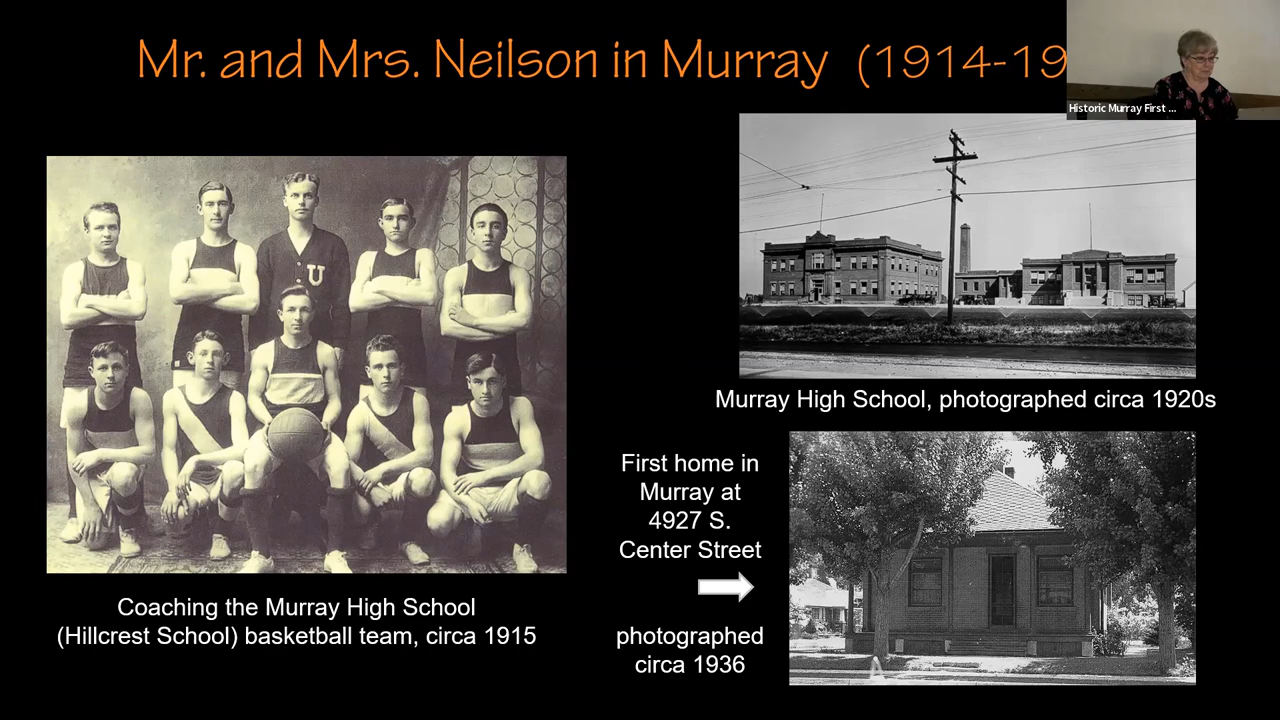 Mr. and Mrs. Neilson in Murray (1914-19
Historic Murray First ...
U
Murray High School, photographed circa 1920s
First home in
Murray at
4927 S.
Center Street
photographed
circa 1936
Coaching the Murray High School
(Hillcrest School) basketball team, circa 1915